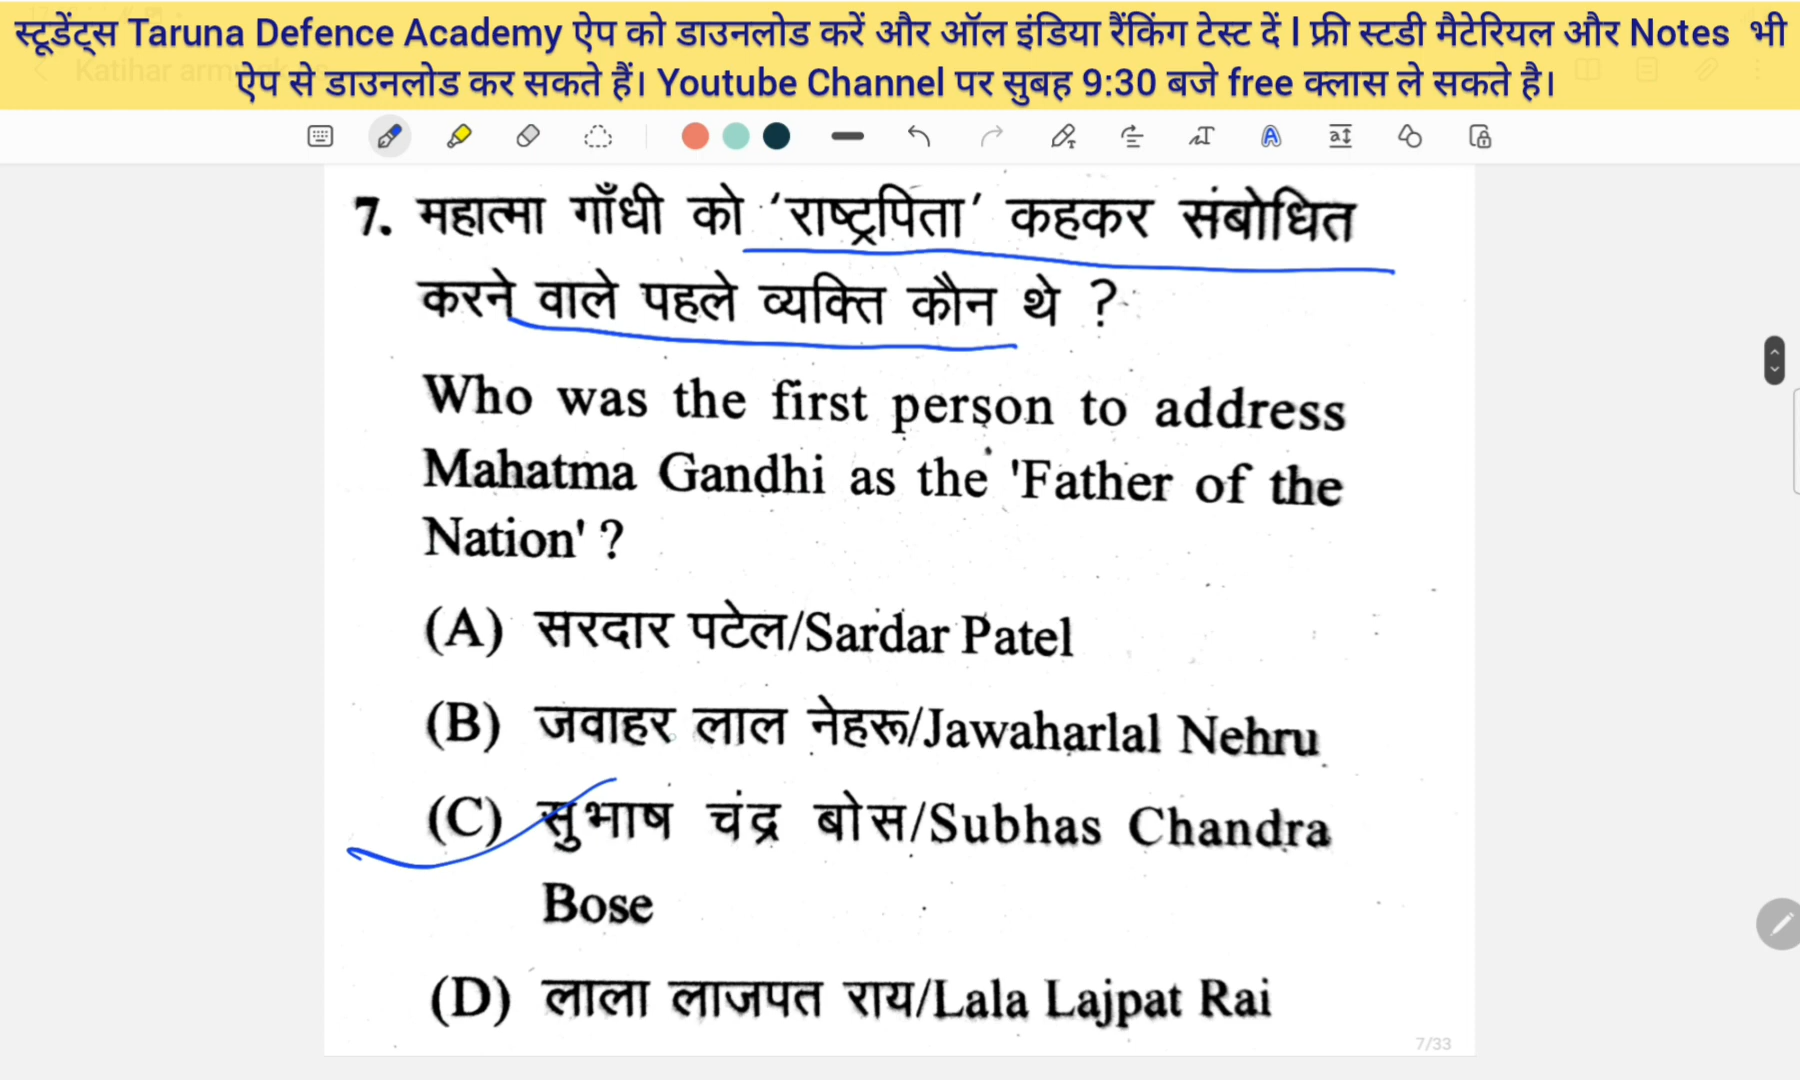 स्टूडेंट्स Taruna Defence Academy ऐप को डाउनलोड करें और ऑल इंडिया रैंकिंग टेस्ट दें l फ्री स्टडी मैटेरियल और Notes भी
ऐप से डाउनलोड कर सकते हैं। Youtube Channel पर सुबह 9:30 बजे free क्लास ले सकते है।
7. महात्मा गाँधी को ‘राष्ट्रपिता’ कहकर संबोधित
करने वाले पहले व्यक्ति कौन थे ?
Who was the first person to address
Mahatma Gandhi as the 'Father of the
Nation' ?
(A) सरदार पटेल/Sardar Patel
(B) जवाहर लाल नेहरू/Jawaharlal Nehru
(C) सुभाष चंद्र बोस/Subhas Chandra
Bose
(D) लाला लाजपत राय/Lala Lajpat Rai
7/33